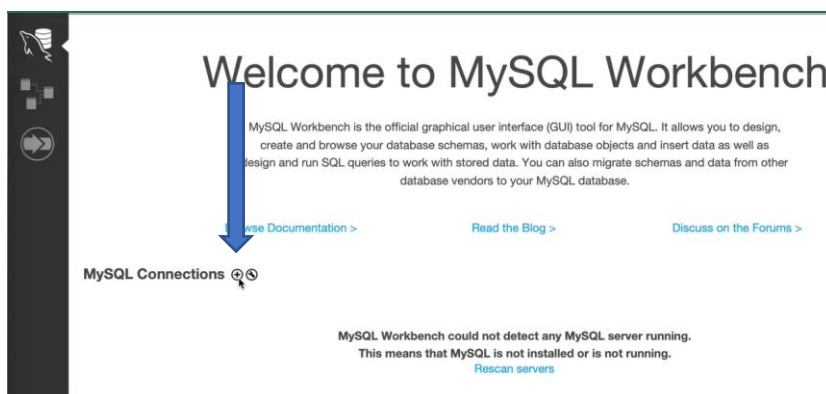 Welcome to MySQL Workbench
MySQL Workbench is the official graphical user interface (GUI) tool for MySQL. It allows you to design,
create and browse your database schemas, work with database objects and insert data as well as
design and run SQL queries to work with stored data. You can also migrate schemas and data from other
database vendors to your MySQL database.
Documentation > Read the Blog > Discuss on the Forums >
MySQL Connections
MySQL Workbench could not detect any MySQL server running.
This means that MySQL is not installed or is not running.
Rescan servers